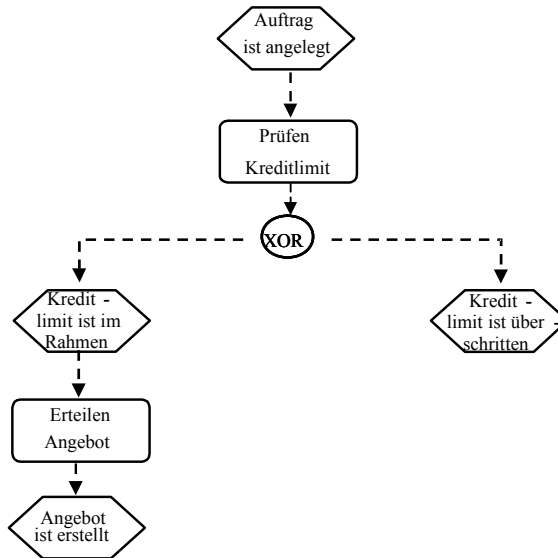 Auftrag
ist angelegt
Prüfen
Kreditlimit
XOR
Kredit -
limit ist im
Rahmen
Kredit -
limit ist über -
schritten
Erteilen
Angebot
Angebot
ist erstellt